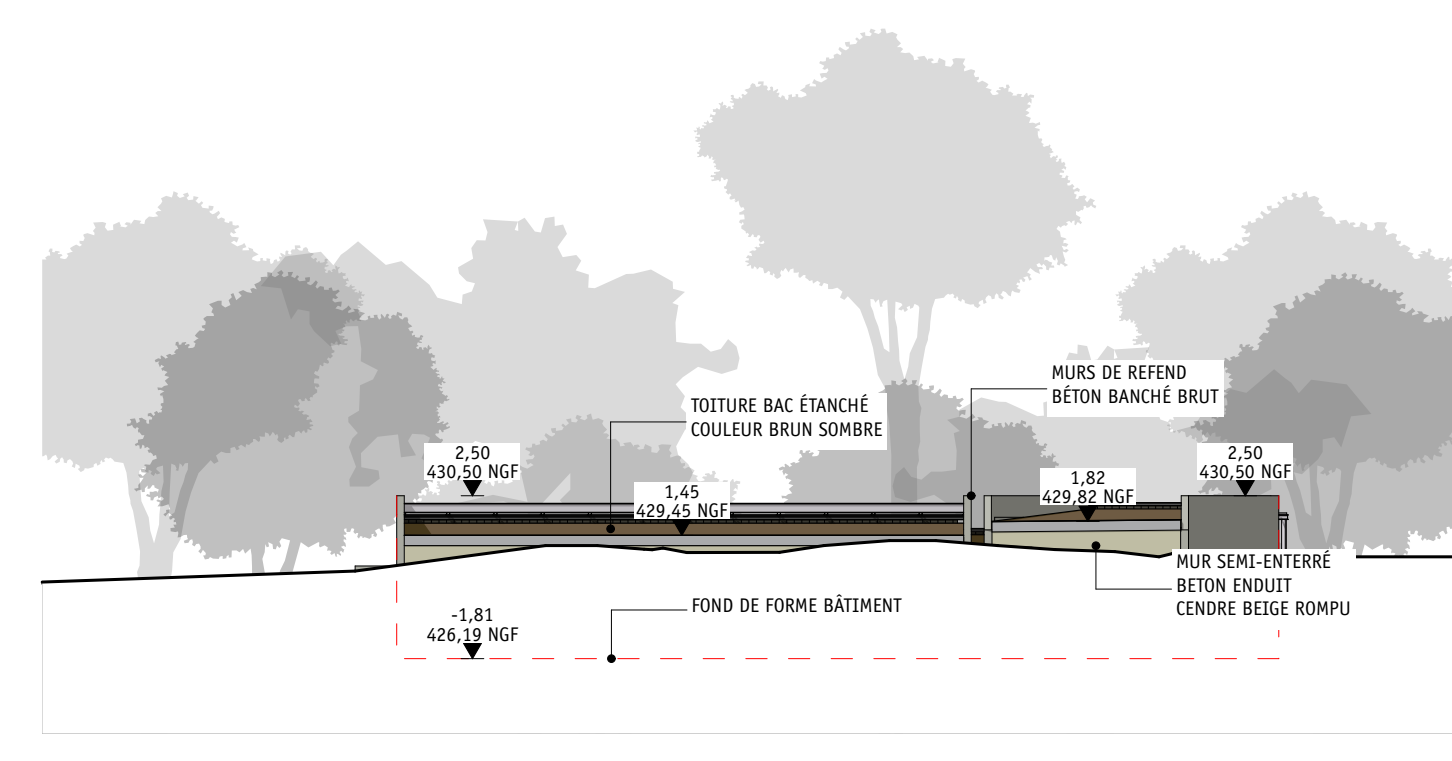 MURS DE REFEND
BÉTON BANCHÉ BRUT
TOITURE BAC ÉTANCHÉ
COULEUR BRUN SOMBRE
2,50
430,50 NGF
1,45
429,45 NGF
1,82
429,82 NGF
2,50
430,50 NGF
MUR SEMI-ENTERRÉ
BETON ENDUIT
CENDRE BEIGE ROMPU
FOND DE FORME BÂTIMENT
-1,81
426,19 NGF